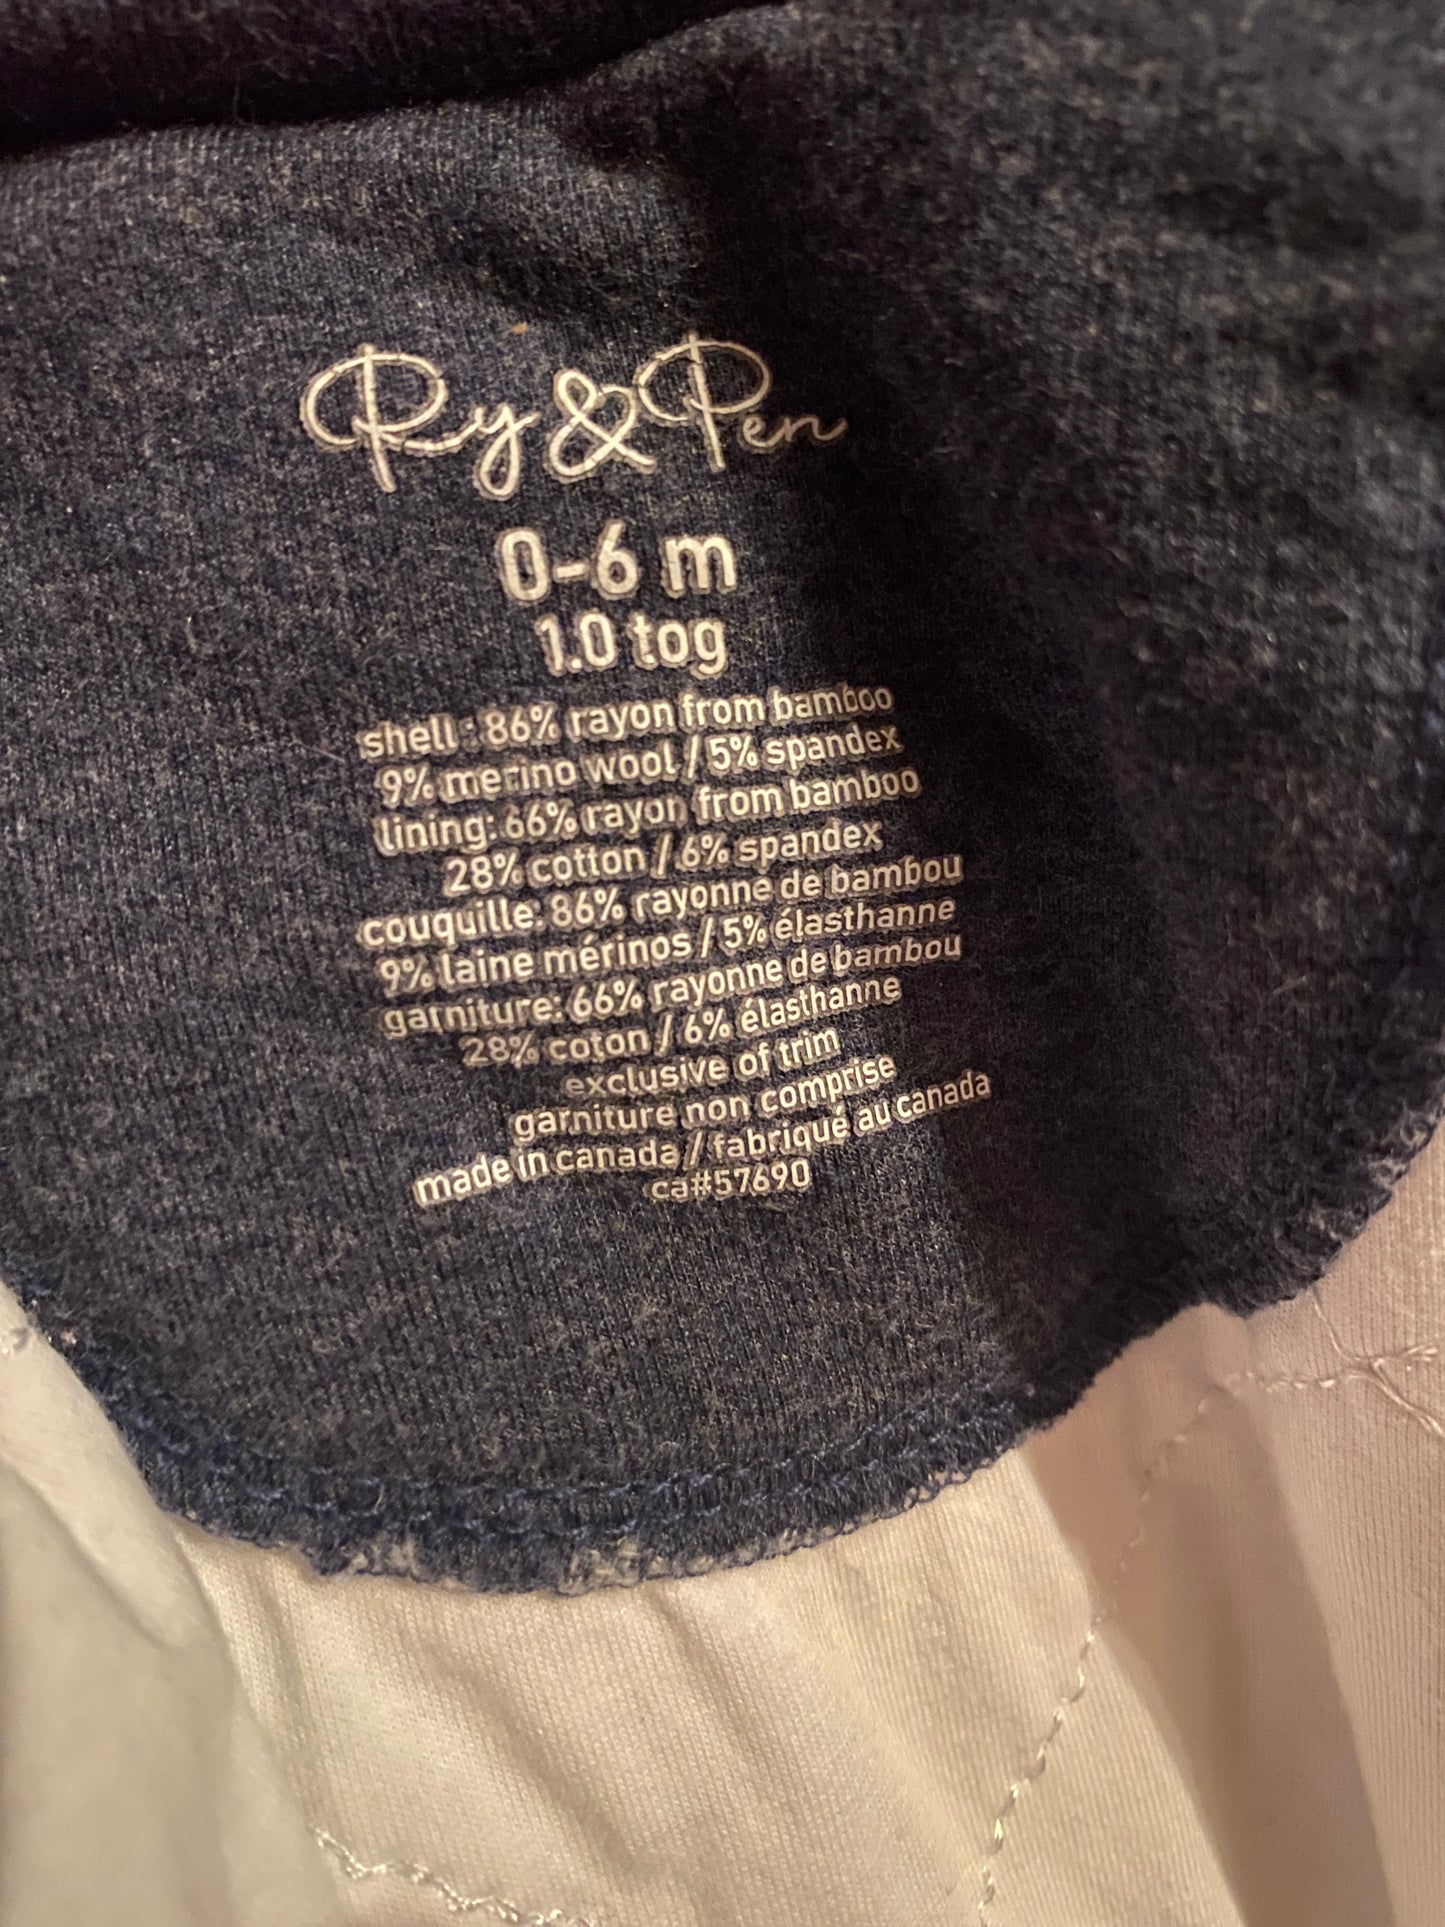 Ry & Pen
0-6 m
1.0 tog
shell: 86% rayon from bamboo
9% merino wool / 5% spandex
lining: 66% rayon from bamboo
28% cotton / 6% spandex
couquille: 86% rayonne de bambou
9% laine mérinos / 5% élasthanne
garniture: 66% rayonne de bambou
28% coton / 6% élasthanne
exclusive of trim
garniture non comprise
made in canada / fabriqué au canada
ca#57690